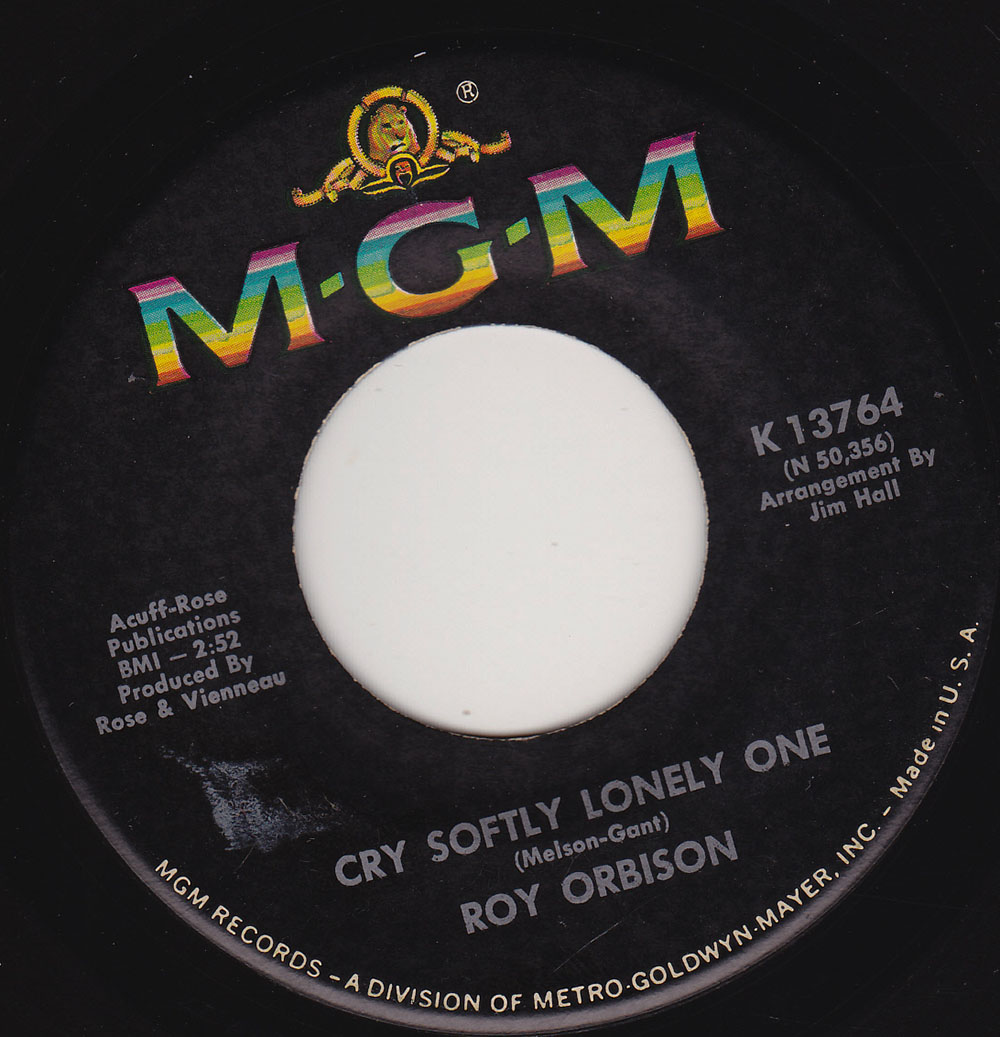 ®
M·G·M
K 13764
(N 50,356)
Arrangement By
Jim Hall
Acuff-Rose
Publications
BMI – 2:52
Produced By
Rose & Vienneau
CRY SOFTLY LONELY ONE
(Melson-Gant)
ROY ORBISON
MGM RECORDS – A DIVISION OF METRO-GOLDWYN-MAYER, INC. – Made in U. S. A.